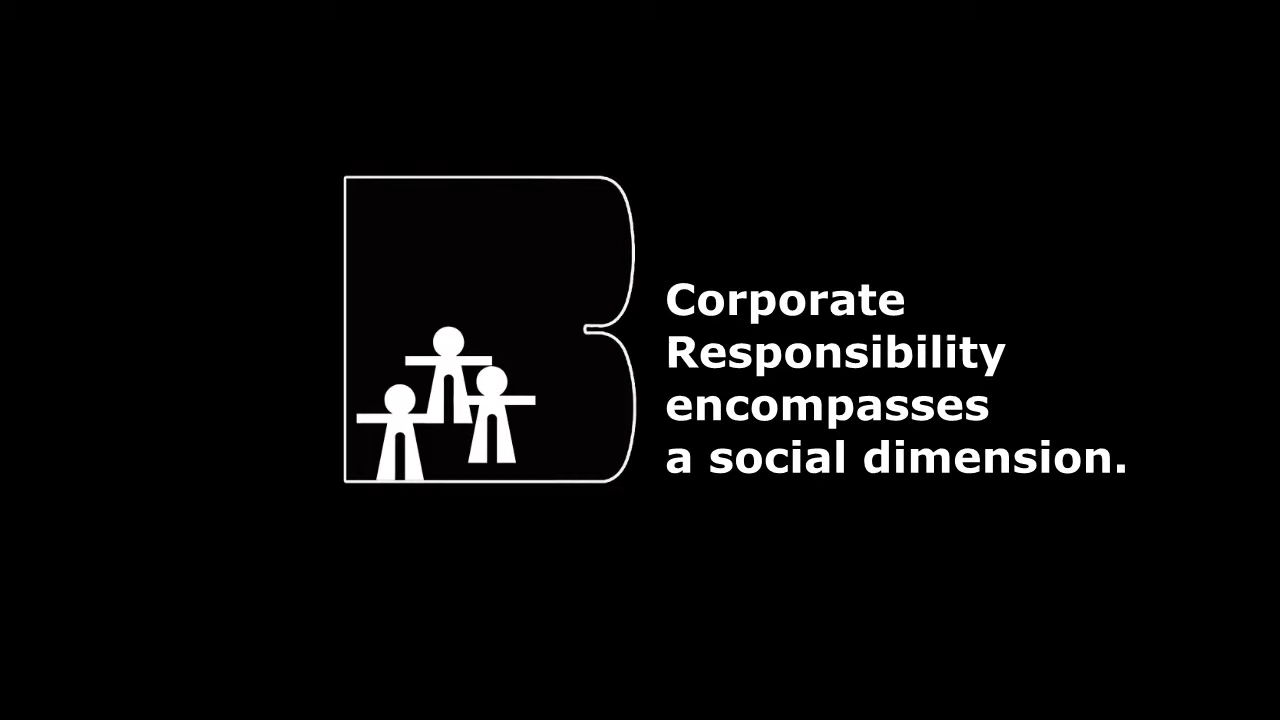 Corporate
Responsibility
encompasses
a social dimension.